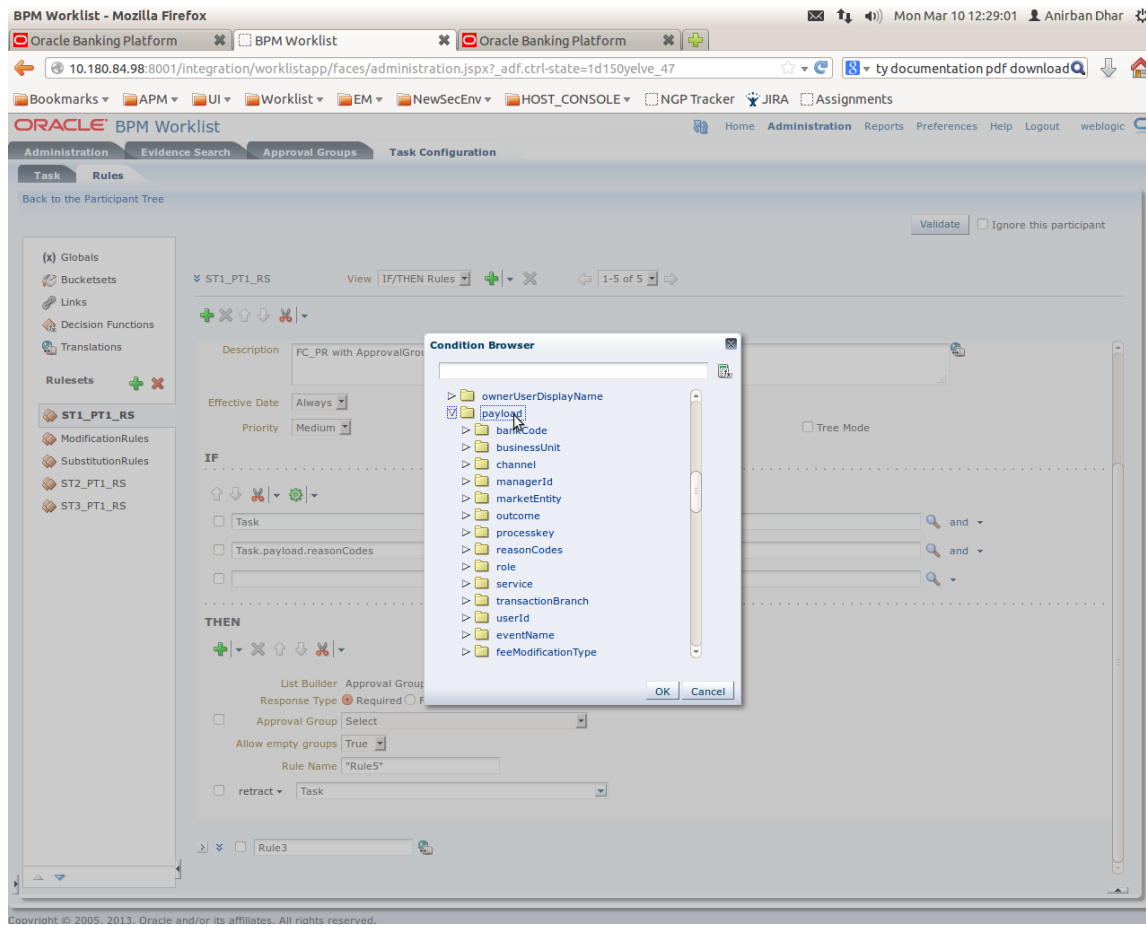 BPM Worklist - Mozilla Firefox
Mon Mar 10 12:29:01 Anirban Dhar
Oracle Banking Platform BPM Worklist Oracle Banking Platform
10.180.84.98:8001/integration/worklistapp/faces/administration.jspx?_adf.ctrl-state=1d150yelve_47 ty documentation pdf download
Bookmarks APM UI Worklist EM NewSecEnv HOST_CONSOLE NGP Tracker JIRA Assignments
ORACLE BPM Worklist Home Administration Reports Preferences Help Logout weblogic
Administration Evidence Search Approval Groups Task Configuration
Task Rules
Back to the Participant Tree
Validate Ignore this participant
(x) Globals
Bucketsets
Links
Decision Functions
Translations
Rulesets
ST1_PT1_RS
ModificationRules
SubstitutionRules
ST2_PT1_RS
ST3_PT1_RS
ST1_PT1_RS View IF/THEN Rules 1-5 of 5
Description FC_PR with
Effective Date Always
Priority Medium Tree Mode
IF
Task and
Task.payload.reasonCodes and
THEN
List Builder Approval
Response Type Required
Approval Group Select
Allow empty groups True
Rule Name "Rule5"
retract Task
Rule3
Condition Browser
ownerUserDisplayName
payload
bankCode
businessUnit
channel
managerId
marketEntity
outcome
processkey
reasonCodes
role
service
transactionBranch
userId
eventName
feeModificationType
OK Cancel
Copyright © 2005, 2013, Oracle and/or its affiliates. All rights reserved.